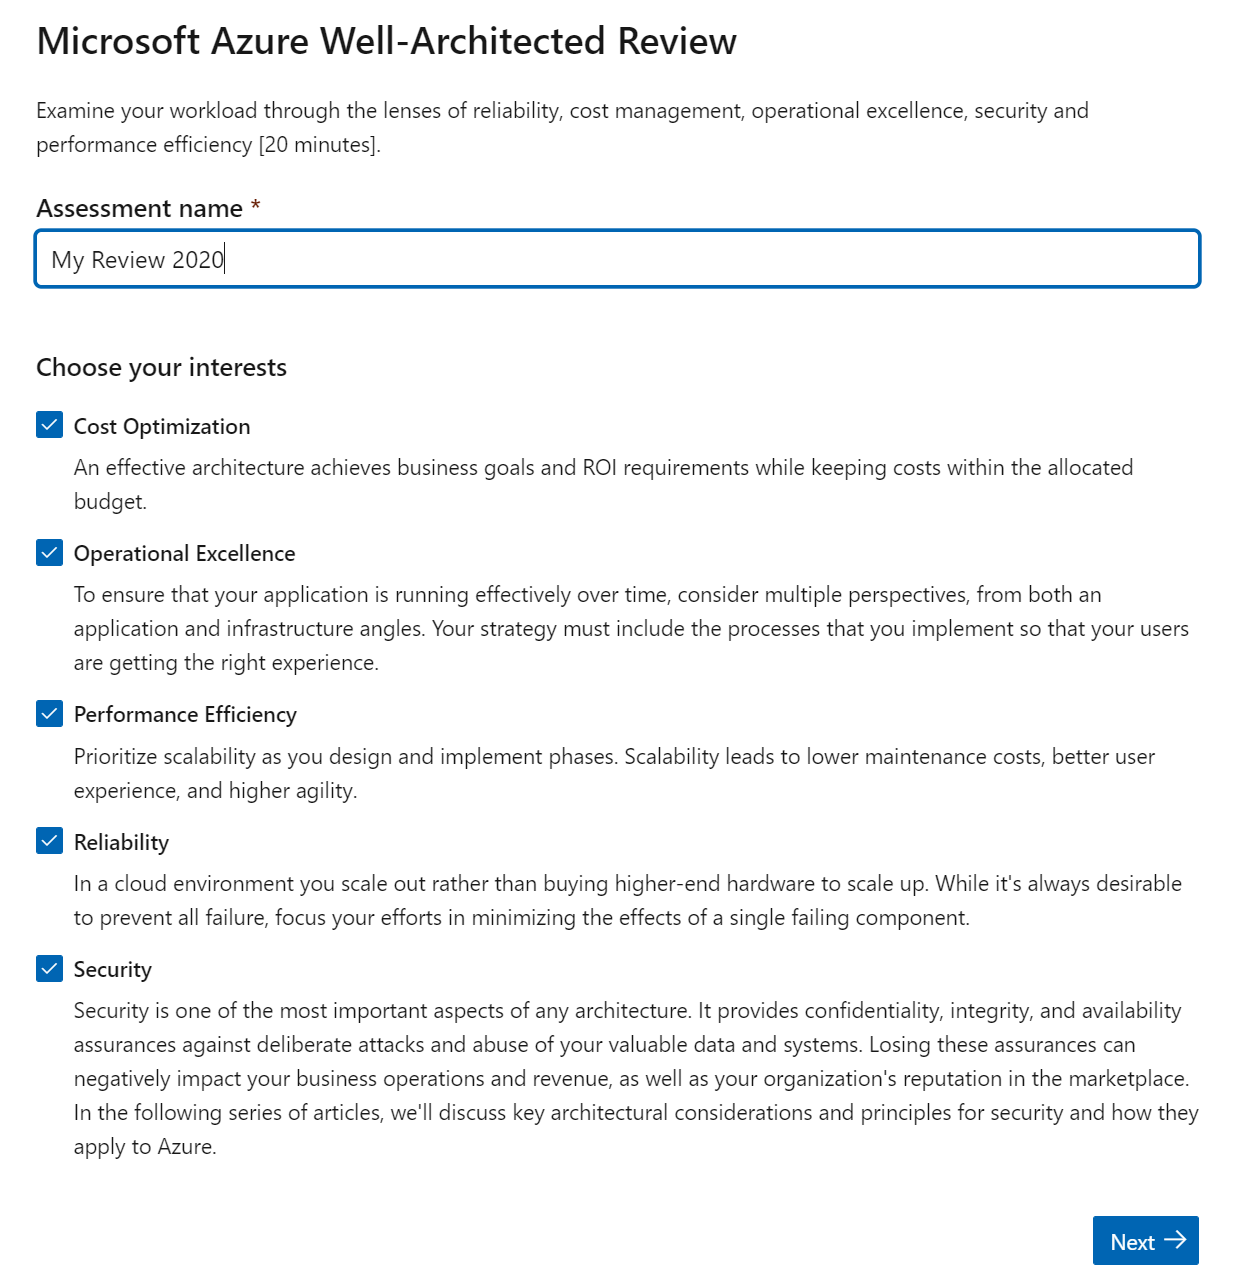 Microsoft Azure Well-Architected Review
Examine your workload through the lenses of reliability, cost management, operational excellence, security and
performance efficiency [20 minutes].
Assessment name *
My Review 2020
Choose your interests
Cost Optimization
An effective architecture achieves business goals and ROI requirements while keeping costs within the allocated
budget.
Operational Excellence
To ensure that your application is running effectively over time, consider multiple perspectives, from both an
application and infrastructure angles. Your strategy must include the processes that you implement so that your users
are getting the right experience.
Performance Efficiency
Prioritize scalability as you design and implement phases. Scalability leads to lower maintenance costs, better user
experience, and higher agility.
Reliability
In a cloud environment you scale out rather than buying higher-end hardware to scale up. While it's always desirable
to prevent all failure, focus your efforts in minimizing the effects of a single failing component.
Security
Security is one of the most important aspects of any architecture. It provides confidentiality, integrity, and availability
assurances against deliberate attacks and abuse of your valuable data and systems. Losing these assurances can
negatively impact your business operations and revenue, as well as your organization's reputation in the marketplace.
In the following series of articles, we'll discuss key architectural considerations and principles for security and how they
apply to Azure.
Next →